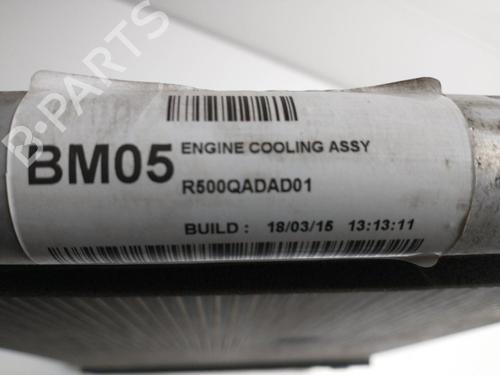 B-PARTS
BM05
ENGINE COOLING ASSY
R500QADAD01
BUILD : 18/03/15 13:13:11